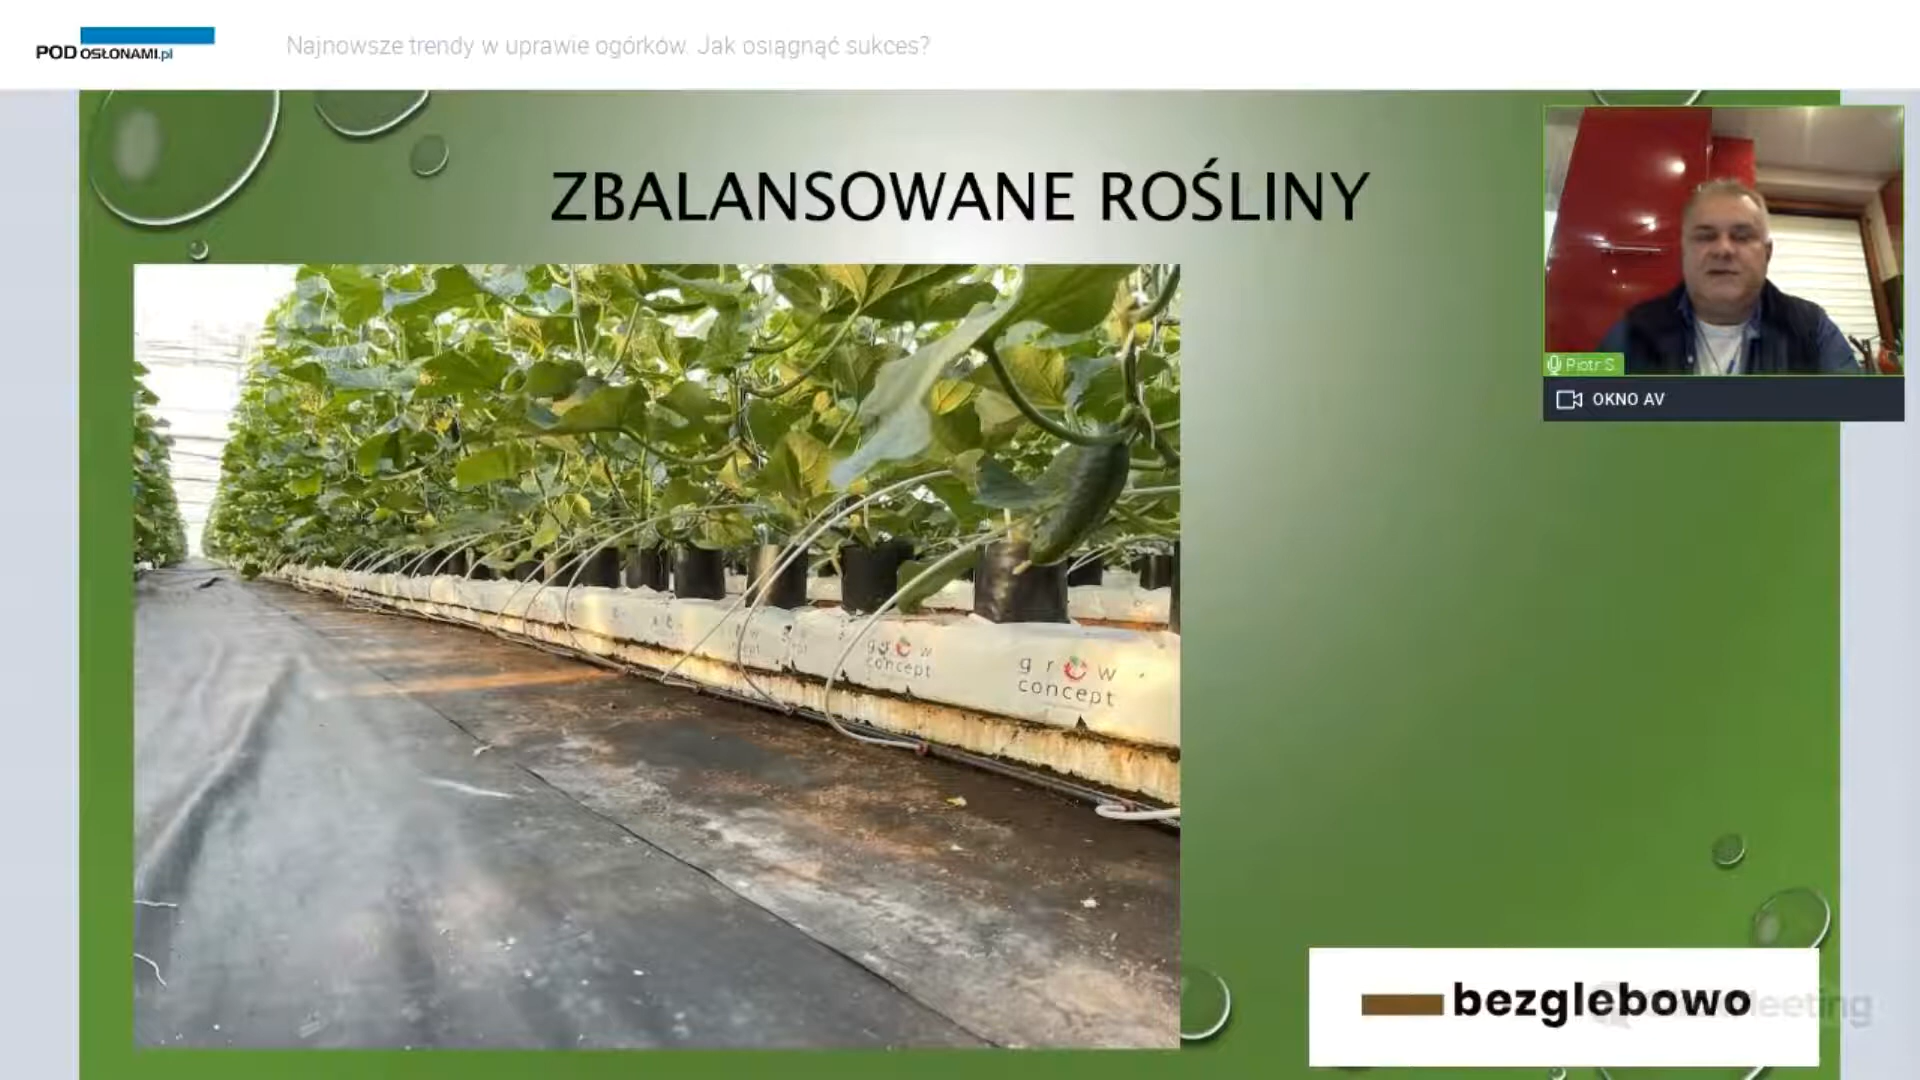 POD OSŁONAMI.pl
Najnowsze trendy w uprawie ogórków. Jak osiągnąć sukces?
ZBALANSOWANE ROŚLINY
Piotr S
OKNO AV
grow
concept
grow
concept
bezglebowo